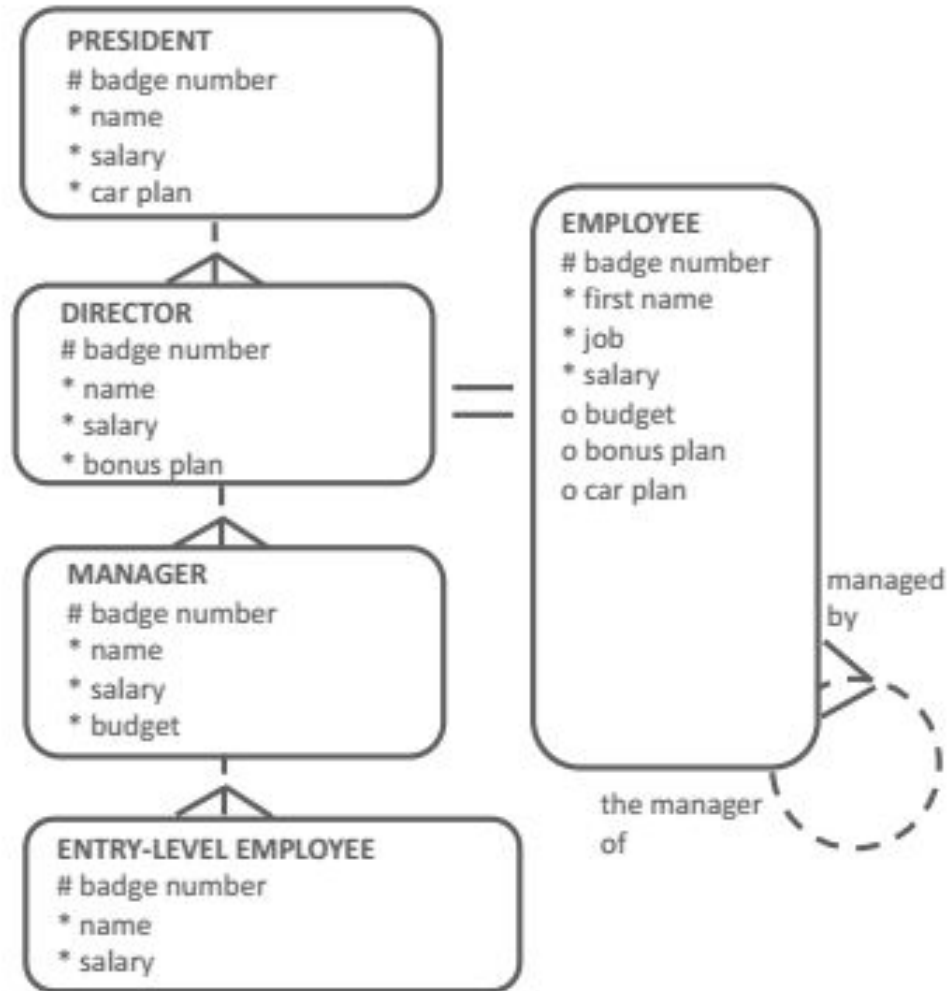 PRESIDENT
# badge number
* name
* salary
* car plan
DIRECTOR
# badge number
* name
* salary
* bonus plan
MANAGER
# badge number
* name
* salary
* budget
ENTRY-LEVEL EMPLOYEE
# badge number
* name
* salary
EMPLOYEE
# badge number
* first name
* job
* salary
o budget
o bonus plan
o car plan
managed
by
the manager
of